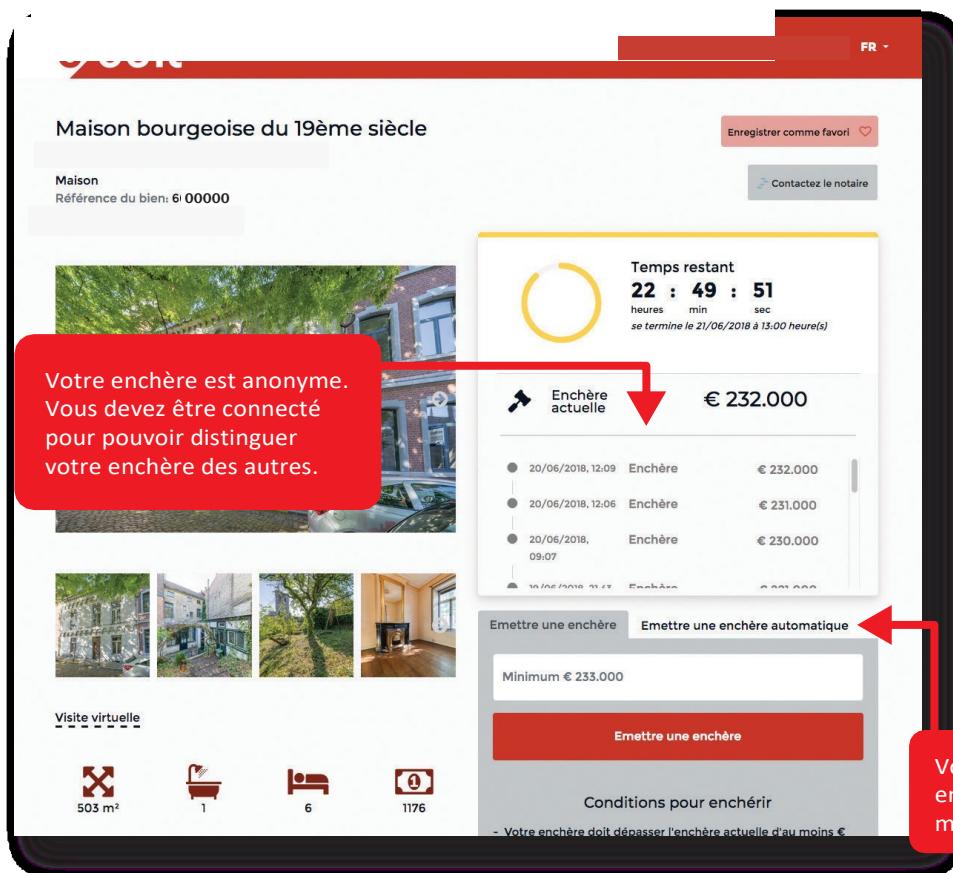 FR
Maison bourgeoise du 19ème siècle
Enregistrer comme favori
Maison
Référence du bien: 6 00000
Contactez le notaire
Temps restant
22 : 49 : 51
heures min sec
se termine le 21/06/2018 à 13:00 heure(s)
Votre enchère est anonyme.
Vous devez être connecté
pour pouvoir distinguer
votre enchère des autres.
Enchère
actuelle
€ 232.000
20/06/2018, 12:09 Enchère € 232.000
20/06/2018, 12:06 Enchère € 231.000
20/06/2018,
09:07
Enchère € 230.000
Enchère
Emettre une enchère
Emettre une enchère automatique
Minimum € 233.000
Emettre une enchère
Visite virtuelle
503 m²
1
6
1
1176
Conditions pour enchérir
- Votre enchère doit dépasser l'enchère actuelle d'au moins €